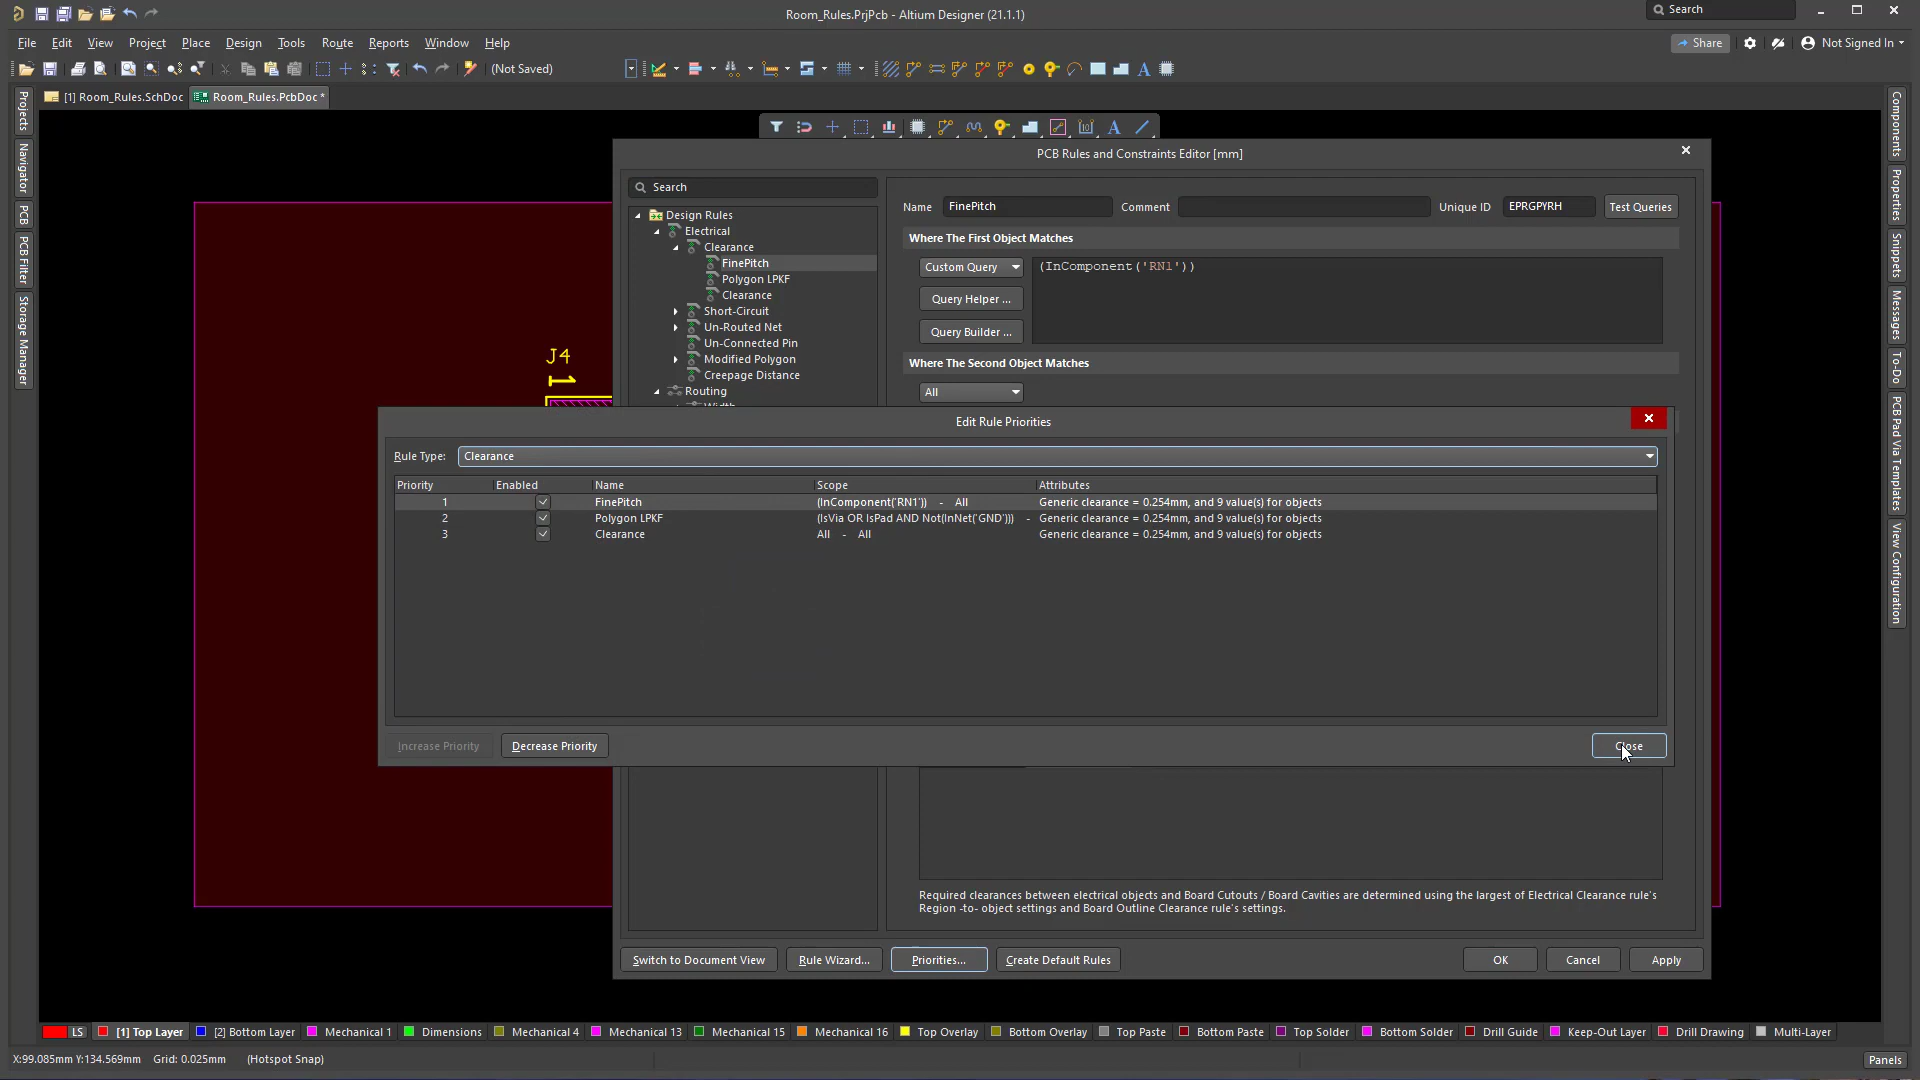 Room_Rules.PrjPcb - Altium Designer (21.1.1)
Search
File Edit View Project Place Design Tools Route Reports Window Help
Share
Not Signed In
(Not Saved)
[1] Room_Rules.SchDoc
Room_Rules.PcbDoc *
Projects
Navigator
PCB
PCB Filter
Storage Manager
Components
Properties
Snippets
Messages
To-Do
PCB Pad Via Templates
View Configuration
J4
1
PCB Rules and Constraints Editor [mm]
Search
Design Rules
Electrical
Clearance
FinePitch
Polygon LPKF
Clearance
Short-Circuit
Un-Routed Net
Un-Connected Pin
Modified Polygon
Creepage Distance
Routing
Width
Name FinePitch Comment Unique ID EPRGPYRH Test Queries
Where The First Object Matches
Custom Query (InComponent('RN1'))
Query Helper ...
Query Builder ...
Where The Second Object Matches
All
Edit Rule Priorities
Rule Type: Clearance
Priority Enabled Name Scope Attributes
1 FinePitch (InComponent('RN1')) - All Generic clearance = 0.254mm, and 9 value(s) for objects
2 Polygon LPKF (IsVia OR IsPad AND Not(InNet('GND'))) - Generic clearance = 0.254mm, and 9 value(s) for objects
3 Clearance All - All Generic clearance = 0.254mm, and 9 value(s) for objects
Increase Priority Decrease Priority Close
Required clearances between electrical objects and Board Cutouts / Board Cavities are determined using the largest of Electrical Clearance rule's
Region -to- object settings and Board Outline Clearance rule's settings.
Switch to Document View Rule Wizard... Priorities... Create Default Rules OK Cancel Apply
LS [1] Top Layer [2] Bottom Layer Mechanical 1 Dimensions Mechanical 4 Mechanical 13 Mechanical 15 Mechanical 16 Top Overlay Bottom Overlay Top Paste Bottom Paste Top Solder Bottom Solder Drill Guide Keep-Out Layer Drill Drawing Multi-Layer
X:99.085mm Y:134.569mm Grid: 0.025mm (Hotspot Snap)
Panels